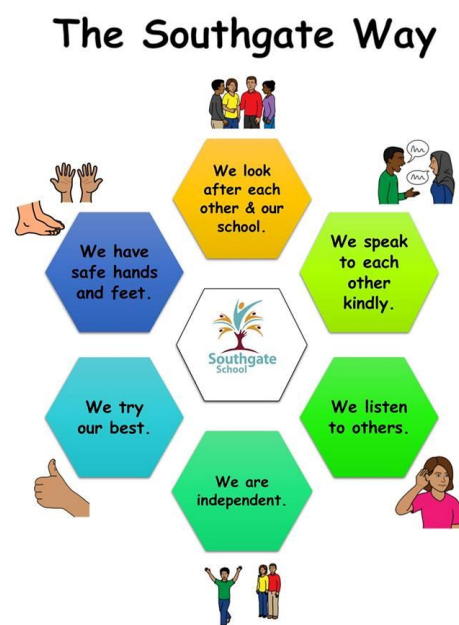 The Southgate Way
We look
after each
other & our
school.
We speak
to each
other
kindly.
We have
safe hands
and feet.
Southgate
School
We try
our best.
We listen
to others.
We are
independent.